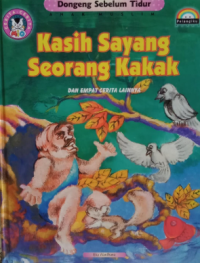 Dongeng Sebelum Tidur
Kasih Sayang
Seorang Kakak
DAN EMPAT CERITA LAINNYA